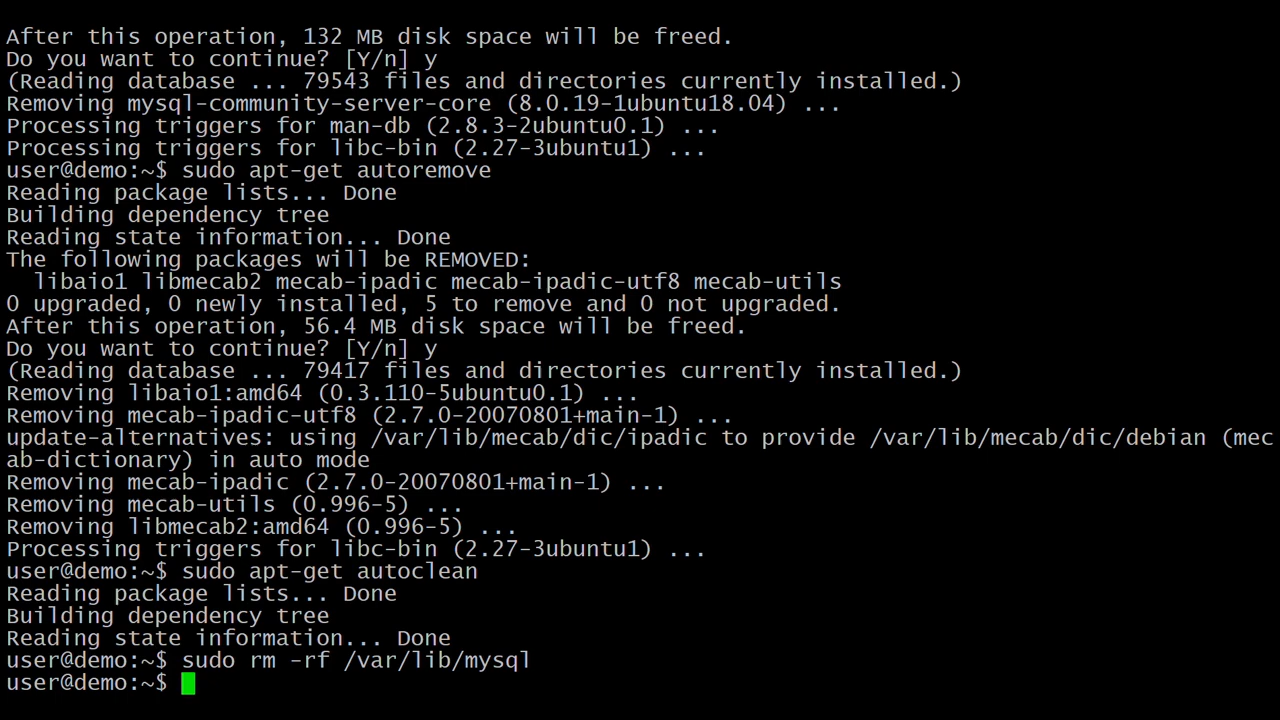 After this operation, 132 MB disk space will be freed.
Do you want to continue? [Y/n] y
(Reading database ... 79543 files and directories currently installed.)
Removing mysql-community-server-core (8.0.19-1ubuntu18.04) ...
Processing triggers for man-db (2.8.3-2ubuntu0.1) ...
Processing triggers for libc-bin (2.27-3ubuntu1) ...
user@demo:~$ sudo apt-get autoremove
Reading package lists... Done
Building dependency tree
Reading state information... Done
The following packages will be REMOVED:
  libaio1 libmecab2 mecab-ipadic mecab-ipadic-utf8 mecab-utils
0 upgraded, 0 newly installed, 5 to remove and 0 not upgraded.
After this operation, 56.4 MB disk space will be freed.
Do you want to continue? [Y/n] y
(Reading database ... 79417 files and directories currently installed.)
Removing libaio1:amd64 (0.3.110-5ubuntu0.1) ...
Removing mecab-ipadic-utf8 (2.7.0-20070801+main-1) ...
update-alternatives: using /var/lib/mecab/dic/ipadic to provide /var/lib/mecab/dic/debian (mec
ab-dictionary) in auto mode
Removing mecab-ipadic (2.7.0-20070801+main-1) ...
Removing mecab-utils (0.996-5) ...
Removing libmecab2:amd64 (0.996-5) ...
Processing triggers for libc-bin (2.27-3ubuntu1) ...
user@demo:~$ sudo apt-get autoclean
Reading package lists... Done
Building dependency tree
Reading state information... Done
user@demo:~$ sudo rm -rf /var/lib/mysql
user@demo:~$